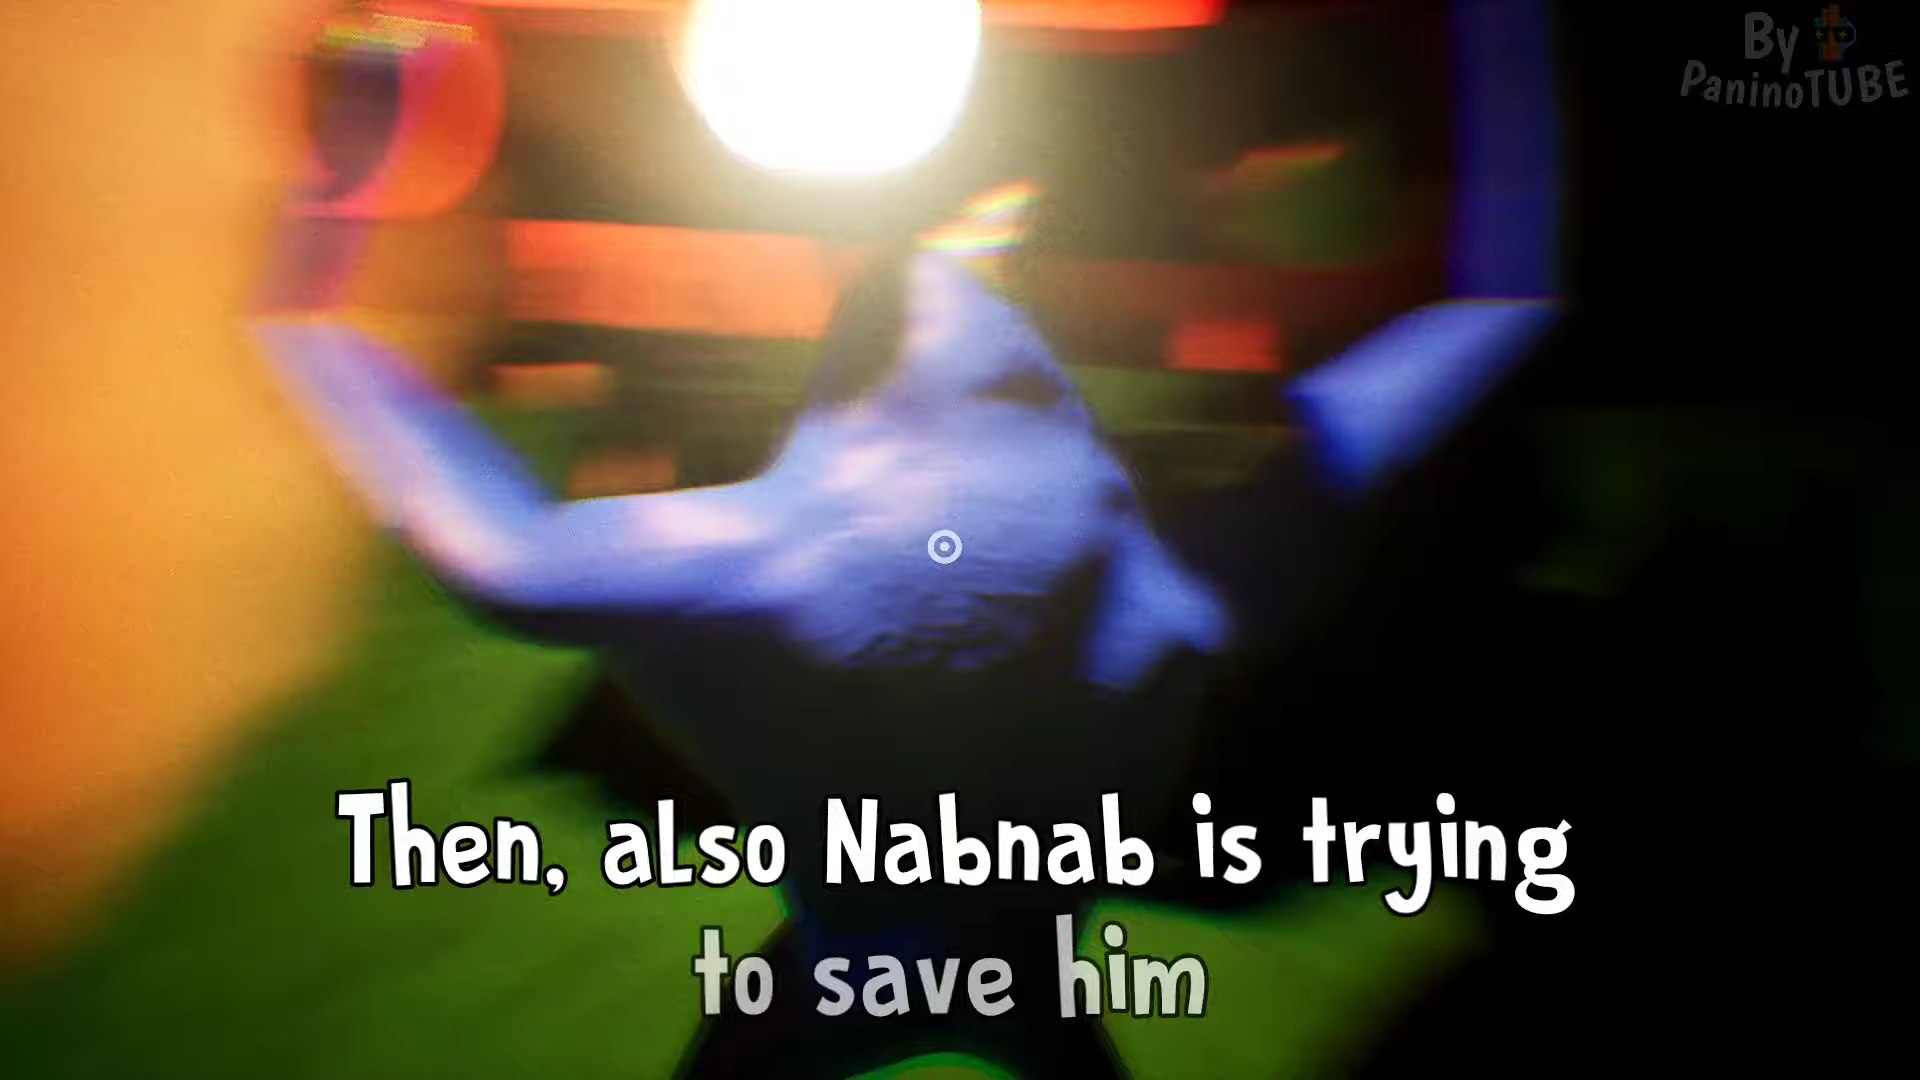 By
PaninoTUBE
Then, also Nabnab is trying
to save him